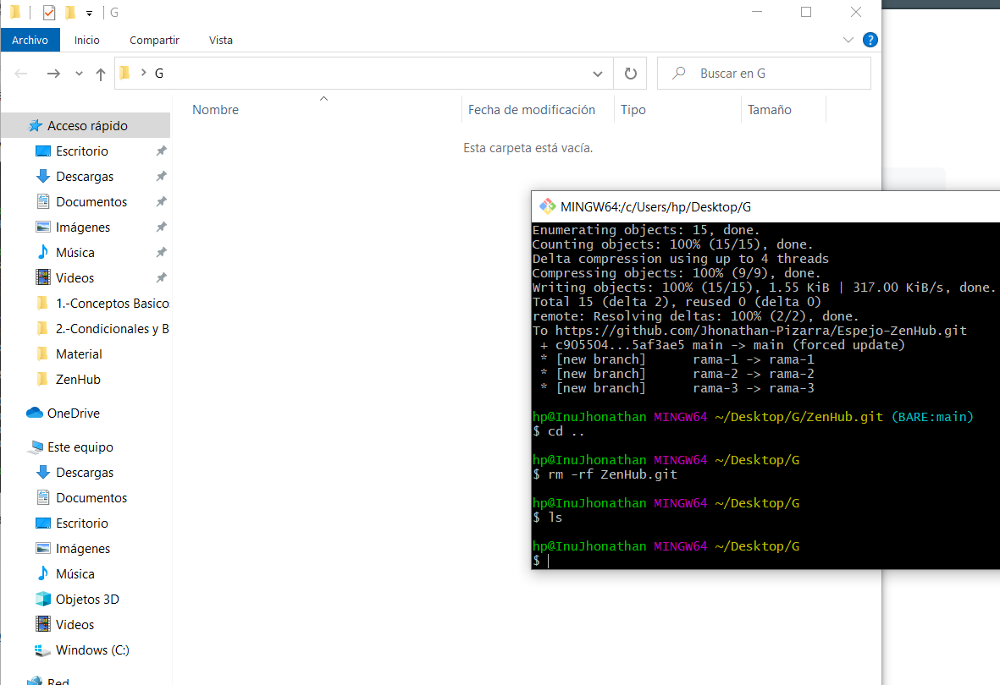 G
Archivo Inicio Compartir Vista
?
G
Buscar en G
Nombre Fecha de modificación Tipo Tamaño
Esta carpeta está vacía.
Acceso rápido
Escritorio
Descargas
Documentos
Imágenes
Música
Videos
1.-Conceptos Basicos
2.-Condicionales y B
Material
ZenHub
OneDrive
Este equipo
Descargas
Documentos
Escritorio
Imágenes
Música
Objetos 3D
Videos
Windows (C:)
Red
MINGW64:/c/Users/hp/Desktop/G
Enumerating objects: 15, done.
Counting objects: 100% (15/15), done.
Delta compression using up to 4 threads
Compressing objects: 100% (9/9), done.
Writing objects: 100% (15/15), 1.55 KiB | 317.00 KiB/s, done.
Total 15 (delta 2), reused 0 (delta 0)
remote: Resolving deltas: 100% (2/2), done.
To https://github.com/Jhonathan-Pizarra/Espejo-ZenHub.git
 + c905504...5af3ae5 main -> main (forced update)
 * [new branch]      rama-1 -> rama-1
 * [new branch]      rama-2 -> rama-2
 * [new branch]      rama-3 -> rama-3
hp@InuJhonathan MINGW64 ~/Desktop/G/ZenHub.git (BARE:main)
$ cd ..
hp@InuJhonathan MINGW64 ~/Desktop/G
$ rm -rf ZenHub.git
hp@InuJhonathan MINGW64 ~/Desktop/G
$ ls
hp@InuJhonathan MINGW64 ~/Desktop/G
$